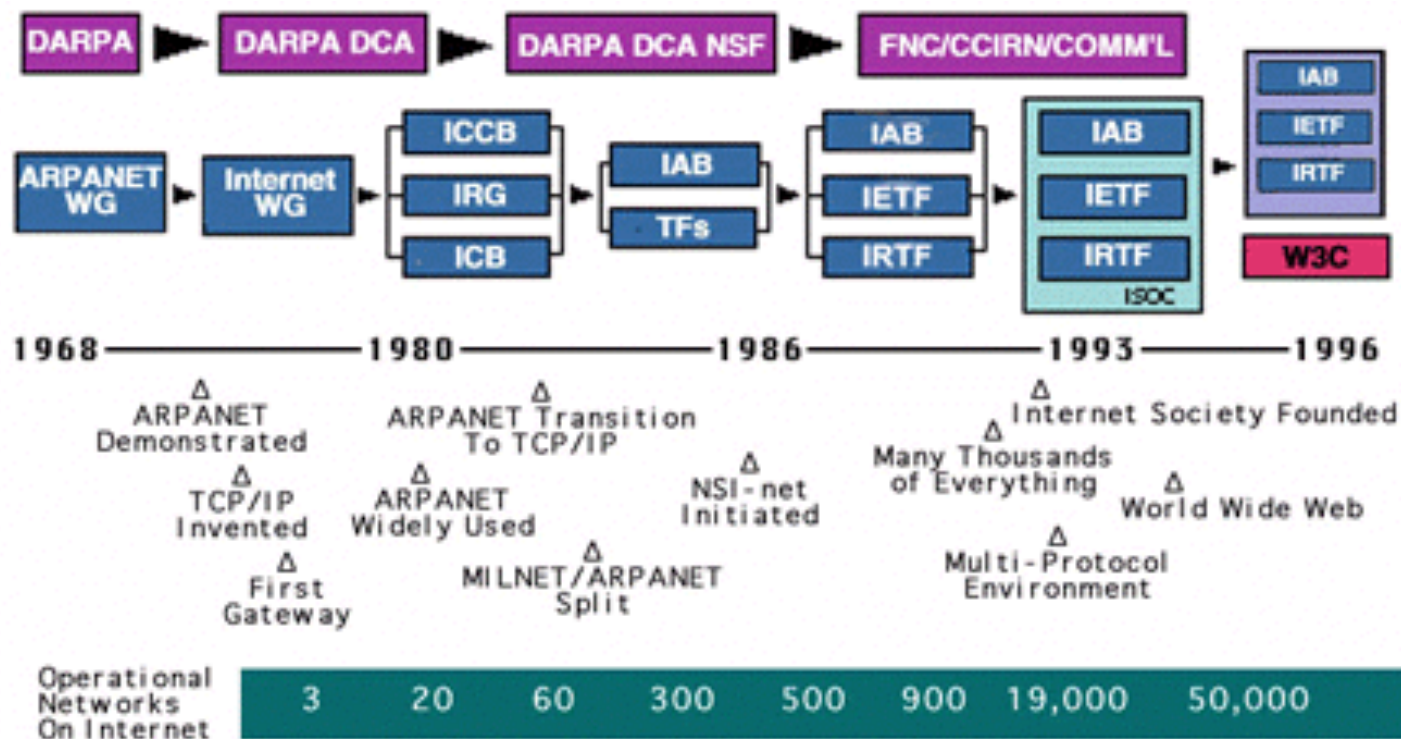 DARPA
DARPA DCA
DARPA DCA NSF
FNC/CCIRN/COMM'L
ARPANET
WG
Internet
WG
ICCB
IRG
ICB
IAB
TFs
IAB
IETF
IRTF
IAB
IETF
IRTF
ISOC
IAB
IETF
IRTF
W3C
1968
1980
1986
1993
1996
ARPANET
Demonstrated
TCP/IP
Invented
First
Gateway
ARPANET Transition
To TCP/IP
ARPANET
Widely Used
MILNET/ARPANET
Split
NSI-net
Initiated
Internet Society Founded
Many Thousands
of Everything
World Wide Web
Multi-Protocol
Environment
Operational
Networks
On Internet
3 20 60 300 500 900 19,000 50,000